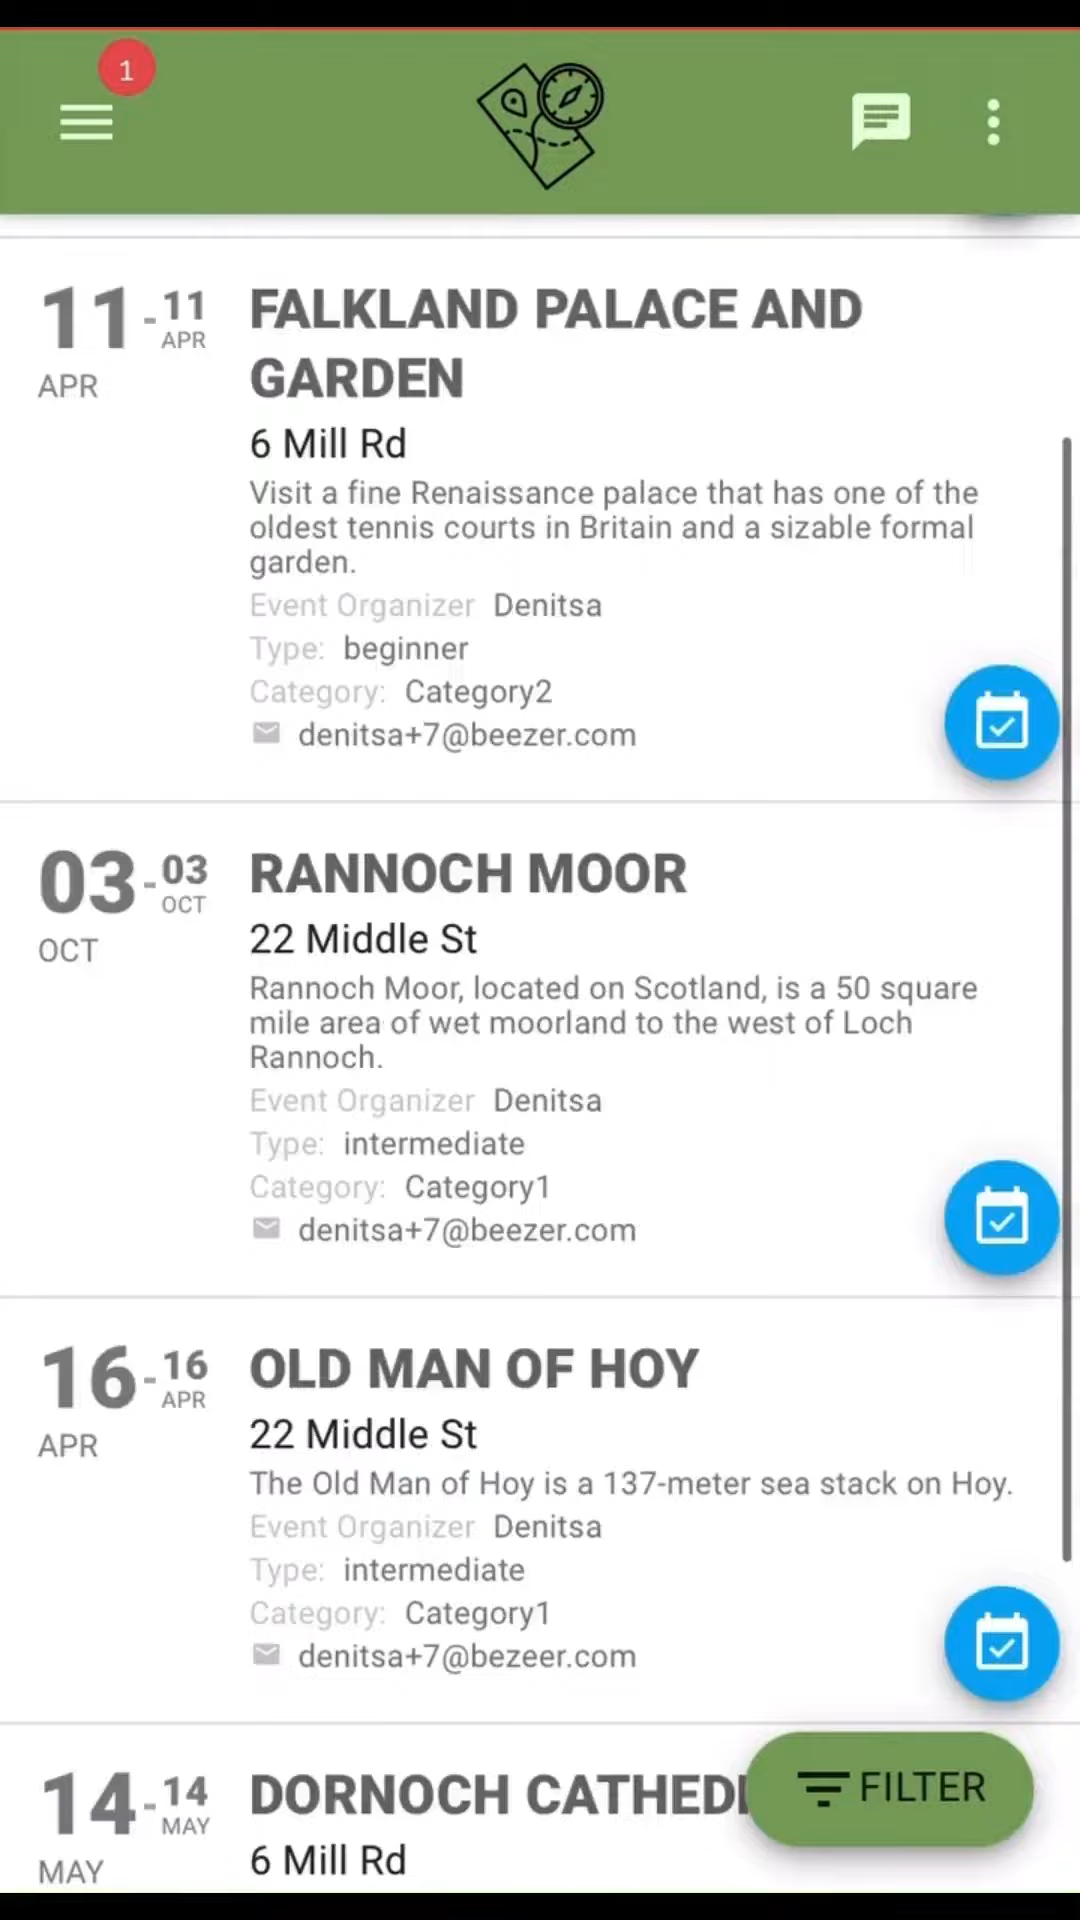 1
11 - 11 APR
APR
FALKLAND PALACE AND
GARDEN
6 Mill Rd
Visit a fine Renaissance palace that has one of the
oldest tennis courts in Britain and a sizable formal
garden.
Event Organizer Denitsa
Type: beginner
Category: Category2
denitsa+7@beezer.com
03 - 03 OCT
OCT
RANNOCH MOOR
22 Middle St
Rannoch Moor, located on Scotland, is a 50 square
mile area of wet moorland to the west of Loch
Rannoch.
Event Organizer Denitsa
Type: intermediate
Category: Category1
denitsa+7@beezer.com
16 - 16 APR
APR
OLD MAN OF HOY
22 Middle St
The Old Man of Hoy is a 137-meter sea stack on Hoy.
Event Organizer Denitsa
Type: intermediate
Category: Category1
denitsa+7@bezeer.com
14 - 14 MAY
MAY
DORNOCH
6 Mill Rd
FILTER